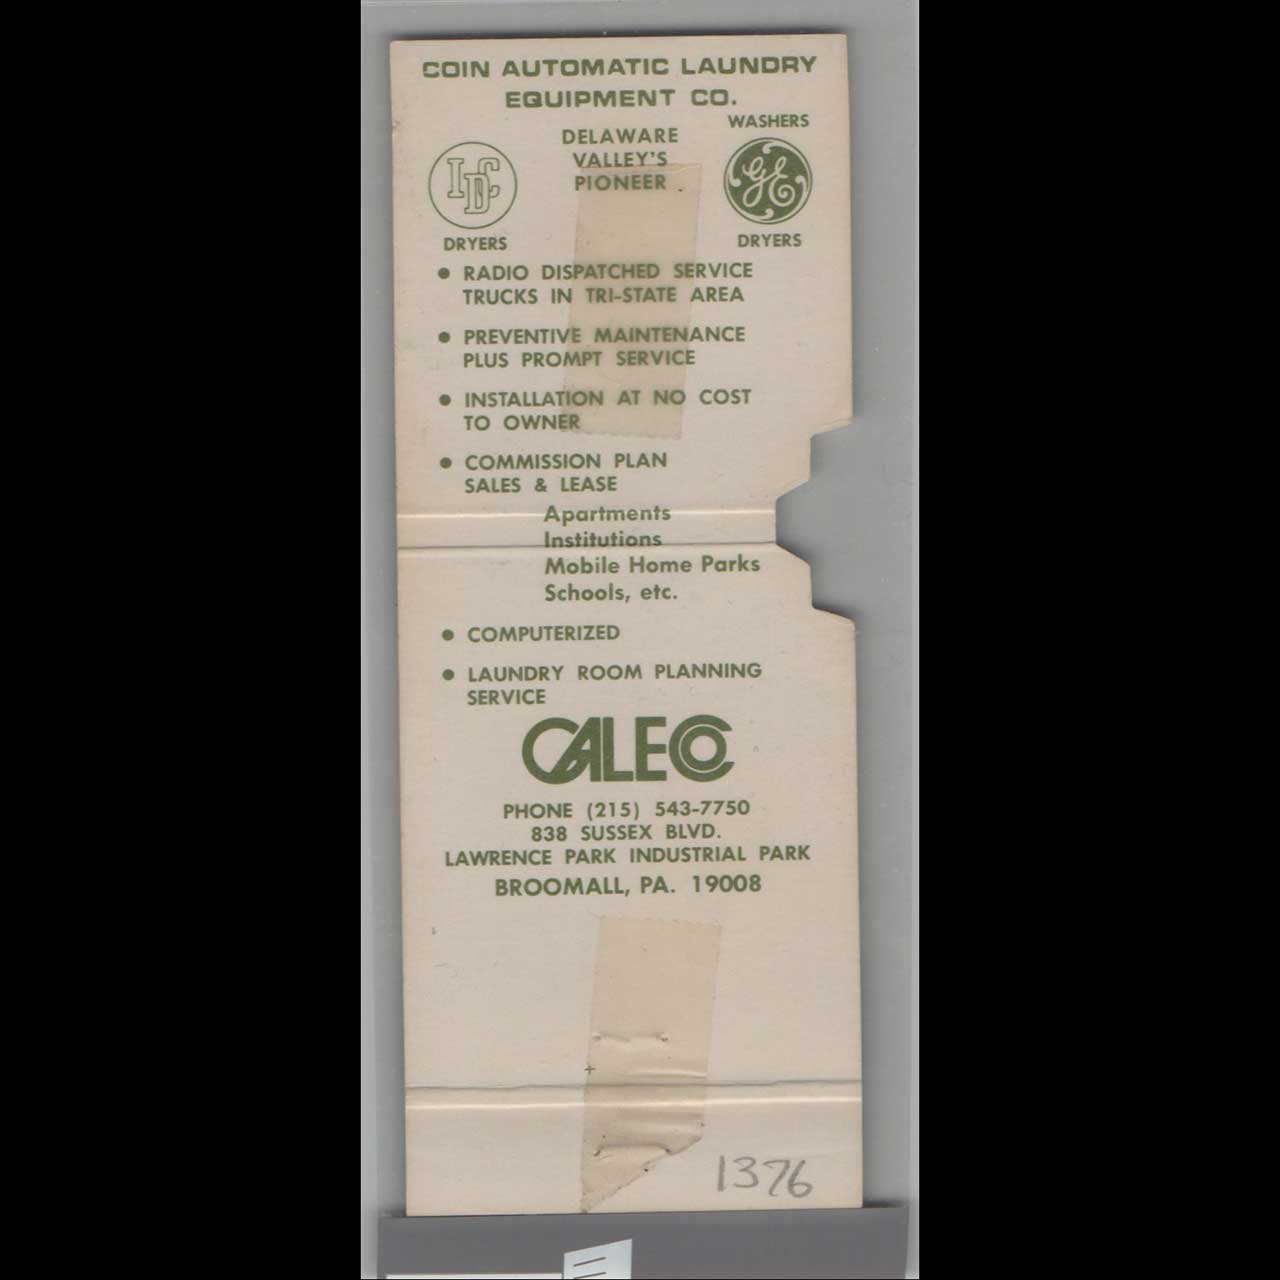 COIN AUTOMATIC LAUNDRY
EQUIPMENT CO.
DELAWARE
VALLEY'S
PIONEER
IDC
DRYERS
WASHERS
GE
DRYERS
• RADIO DISPATCHED SERVICE
TRUCKS IN TRI-STATE AREA
• PREVENTIVE MAINTENANCE
PLUS PROMPT SERVICE
• INSTALLATION AT NO COST
TO OWNER
• COMMISSION PLAN
SALES & LEASE
Apartments
Institutions
Mobile Home Parks
Schools, etc.
• COMPUTERIZED
• LAUNDRY ROOM PLANNING
SERVICE
CALECO
PHONE (215) 543-7750
838 SUSSEX BLVD.
LAWRENCE PARK INDUSTRIAL PARK
BROOMALL, PA. 19008
1376